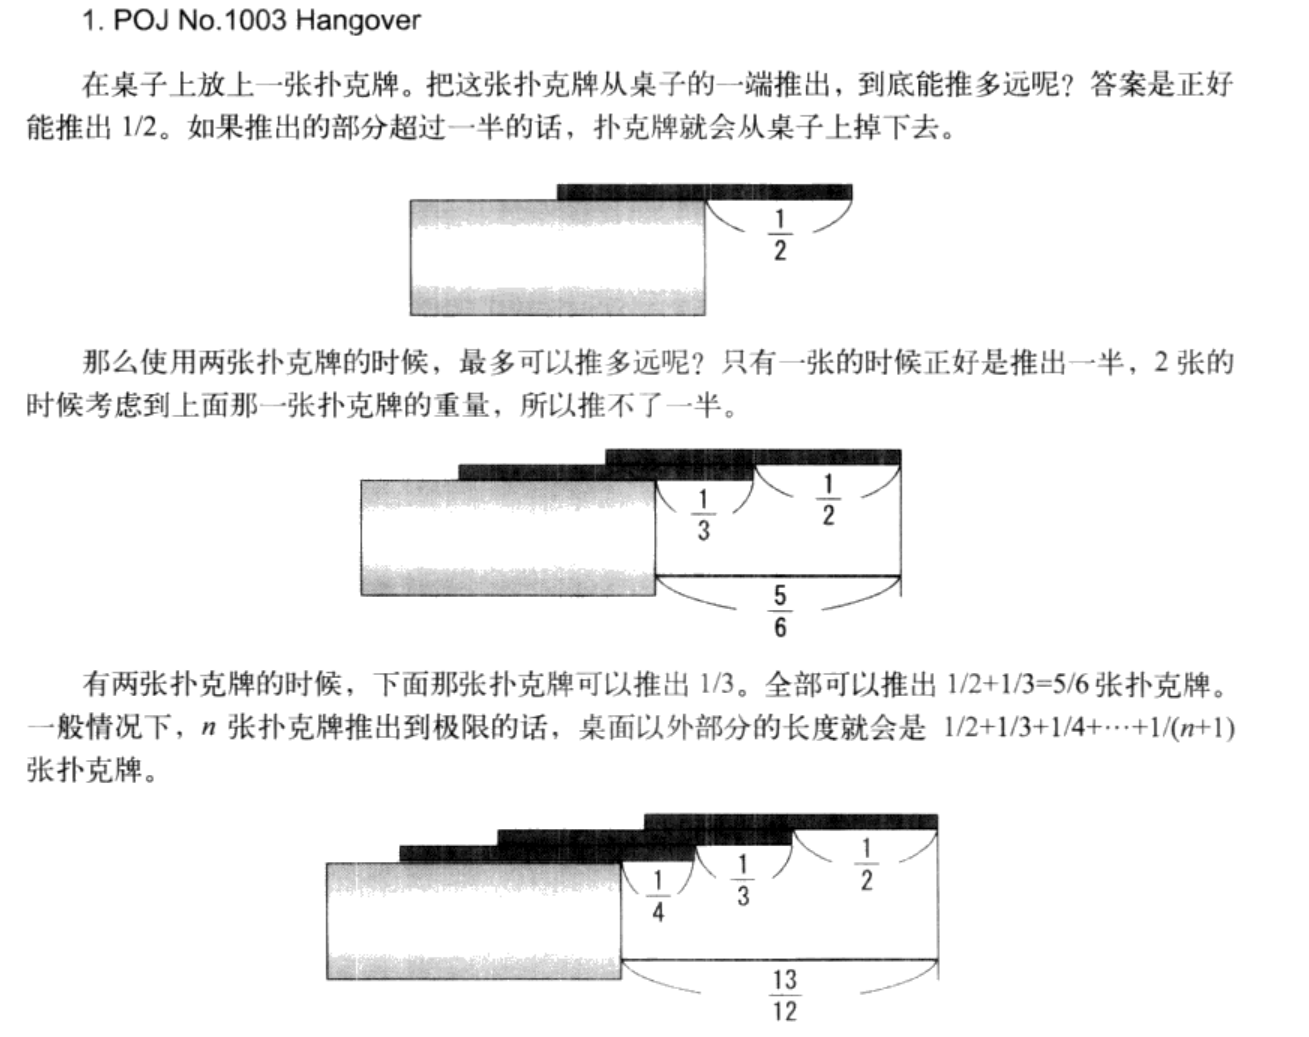 1. POJ No.1003 Hangover
在桌子上放上一张扑克牌。把这张扑克牌从桌子的一端推出，到底能推多远呢？答案是正好
能推出 1/2。如果推出的部分超过一半的话，扑克牌就会从桌子上掉下去。
1
2
那么使用两张扑克牌的时候，最多可以推多远呢？只有一张的时候正好是推出一半，2 张的
时候考虑到上面那一张扑克牌的重量，所以推不了一半。
1
3
1
2
5
6
有两张扑克牌的时候，下面那张扑克牌可以推出 1/3。全部可以推出 1/2+1/3=5/6 张扑克牌。
一般情况下，n 张扑克牌推出到极限的话，桌面以外部分的长度就会是 1/2+1/3+1/4+…+1/(n+1)
张扑克牌。
1
4
1
3
1
2
13
12